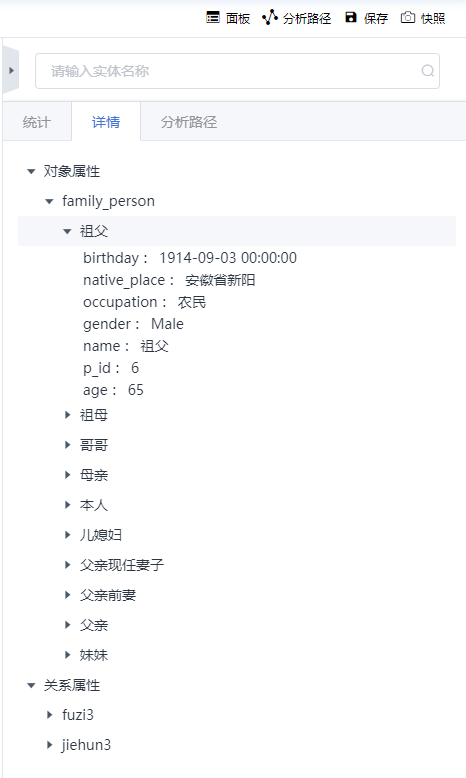 面板 分析路径 保存 快照
请输入实体名称
统计 详情 分析路径
对象属性
family_person
祖父
birthday： 1914-09-03 00:00:00
native_place： 安徽省新阳
occupation： 农民
gender： Male
name： 祖父
p_id： 6
age： 65
祖母
哥哥
母亲
本人
儿媳妇
父亲现任妻子
父亲前妻
父亲
妹妹
关系属性
fuzi3
jiehun3